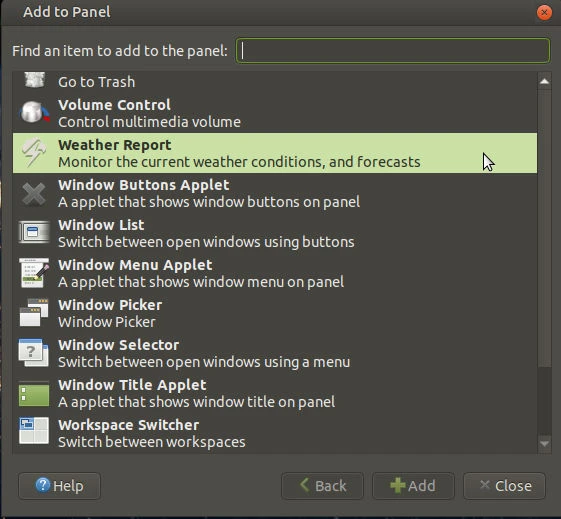 Add to Panel
Find an item to add to the panel:
Go to Trash
Volume Control
Control multimedia volume
Weather Report
Monitor the current weather conditions, and forecasts
Window Buttons Applet
A applet that shows window buttons on panel
Window List
Switch between open windows using buttons
Window Menu Applet
A applet that shows window menu on panel
Window Picker
Window Picker
Window Selector
Switch between open windows using a menu
Window Title Applet
A applet that shows window title on panel
Workspace Switcher
Switch between workspaces
Help Back Add Close